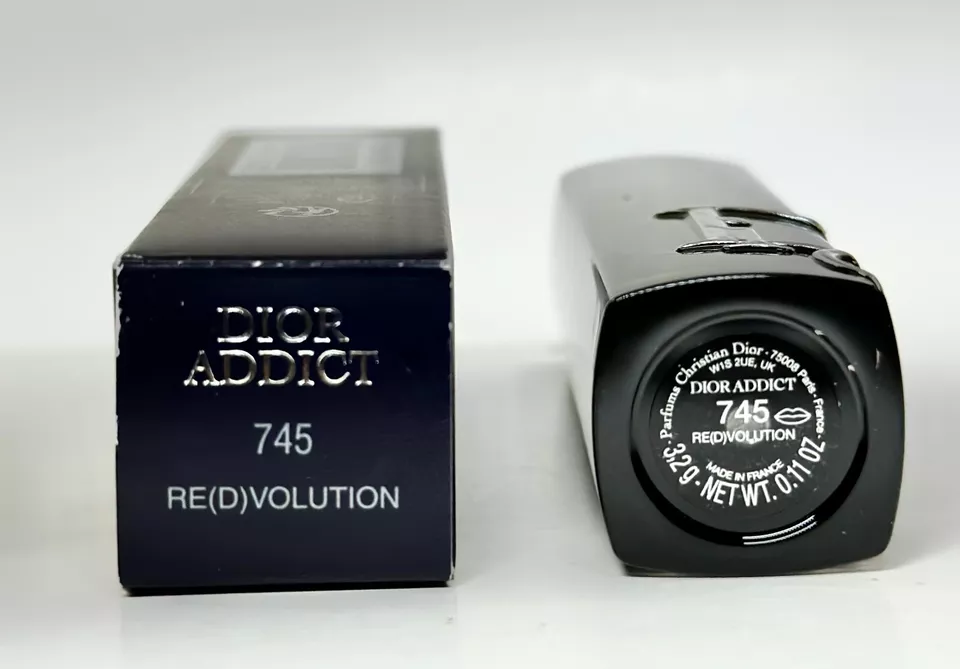 DIOR
ADDICT
745
RE(D)VOLUTION
Parfums Christian Dior · 75008 Paris · France ·
W1S 2UE, UK
DIOR ADDICT
745
RE(D)VOLUTION
MADE IN FRANCE
3,2 g · NET WT. 0.11 OZ